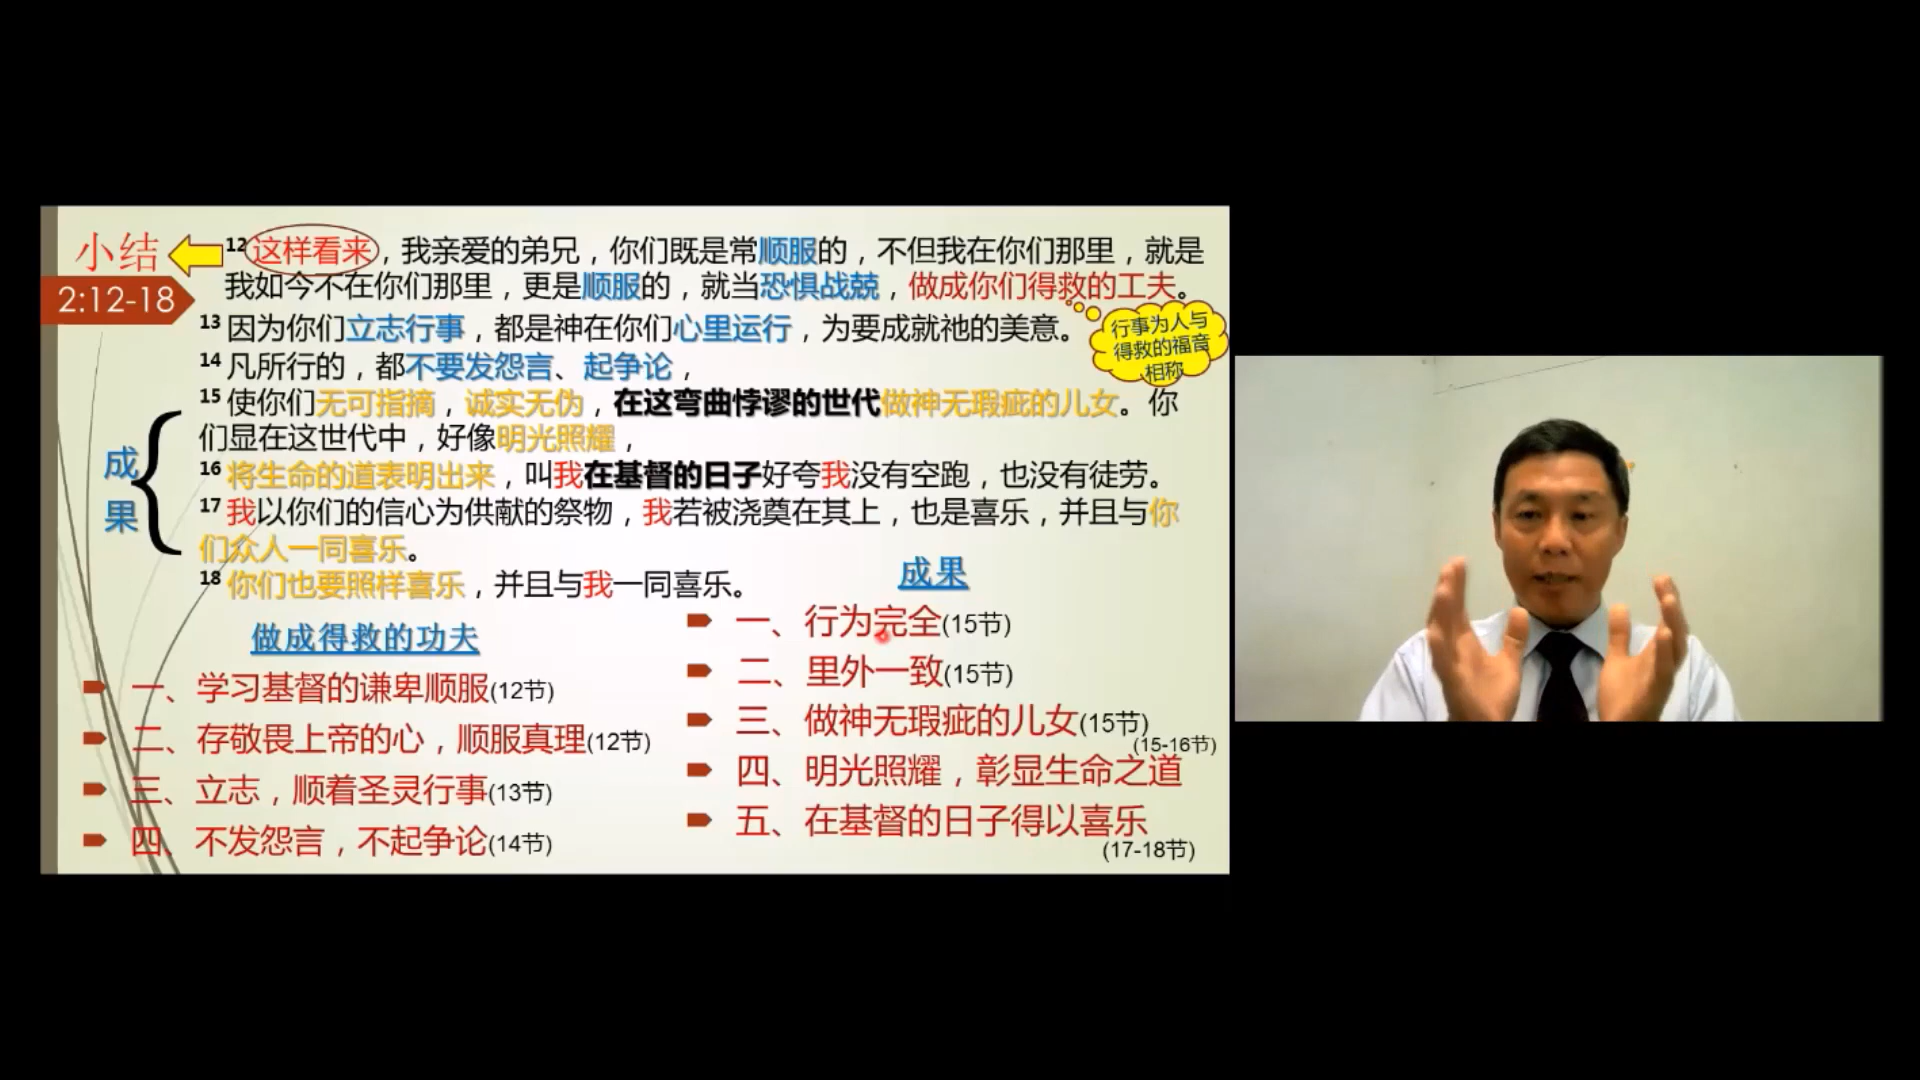 小结
2:12-18
12 这样看来，我亲爱的弟兄，你们既是常顺服的，不但我在你们那里，就是
我如今不在你们那里，更是顺服的，就当恐惧战兢，做成你们得救的工夫。
13 因为你们立志行事，都是神在你们心里运行，为要成就祂的美意。
行事为人与
得救的福音
相称
14 凡所行的，都不要发怨言、起争论，
15 使你们无可指摘，诚实无伪，在这弯曲悖谬的世代做神无瑕疵的儿女。你
们显在这世代中，好像明光照耀，
16 将生命的道表明出来，叫我在基督的日子好夸我没有空跑，也没有徒劳。
17 我以你们的信心为供献的祭物，我若被浇奠在其上，也是喜乐，并且与你
们众人一同喜乐。
18 你们也要照样喜乐，并且与我一同喜乐。
成
果
做成得救的功夫
一、学习基督的谦卑顺服(12节)
二、存敬畏上帝的心，顺服真理(12节)
三、立志，顺着圣灵行事(13节)
四、不发怨言，不起争论(14节)
成果
一、行为完全(15节)
二、里外一致(15节)
三、做神无瑕疵的儿女(15节)
(15-16节)
四、明光照耀，彰显生命之道
五、在基督的日子得以喜乐
(17-18节)